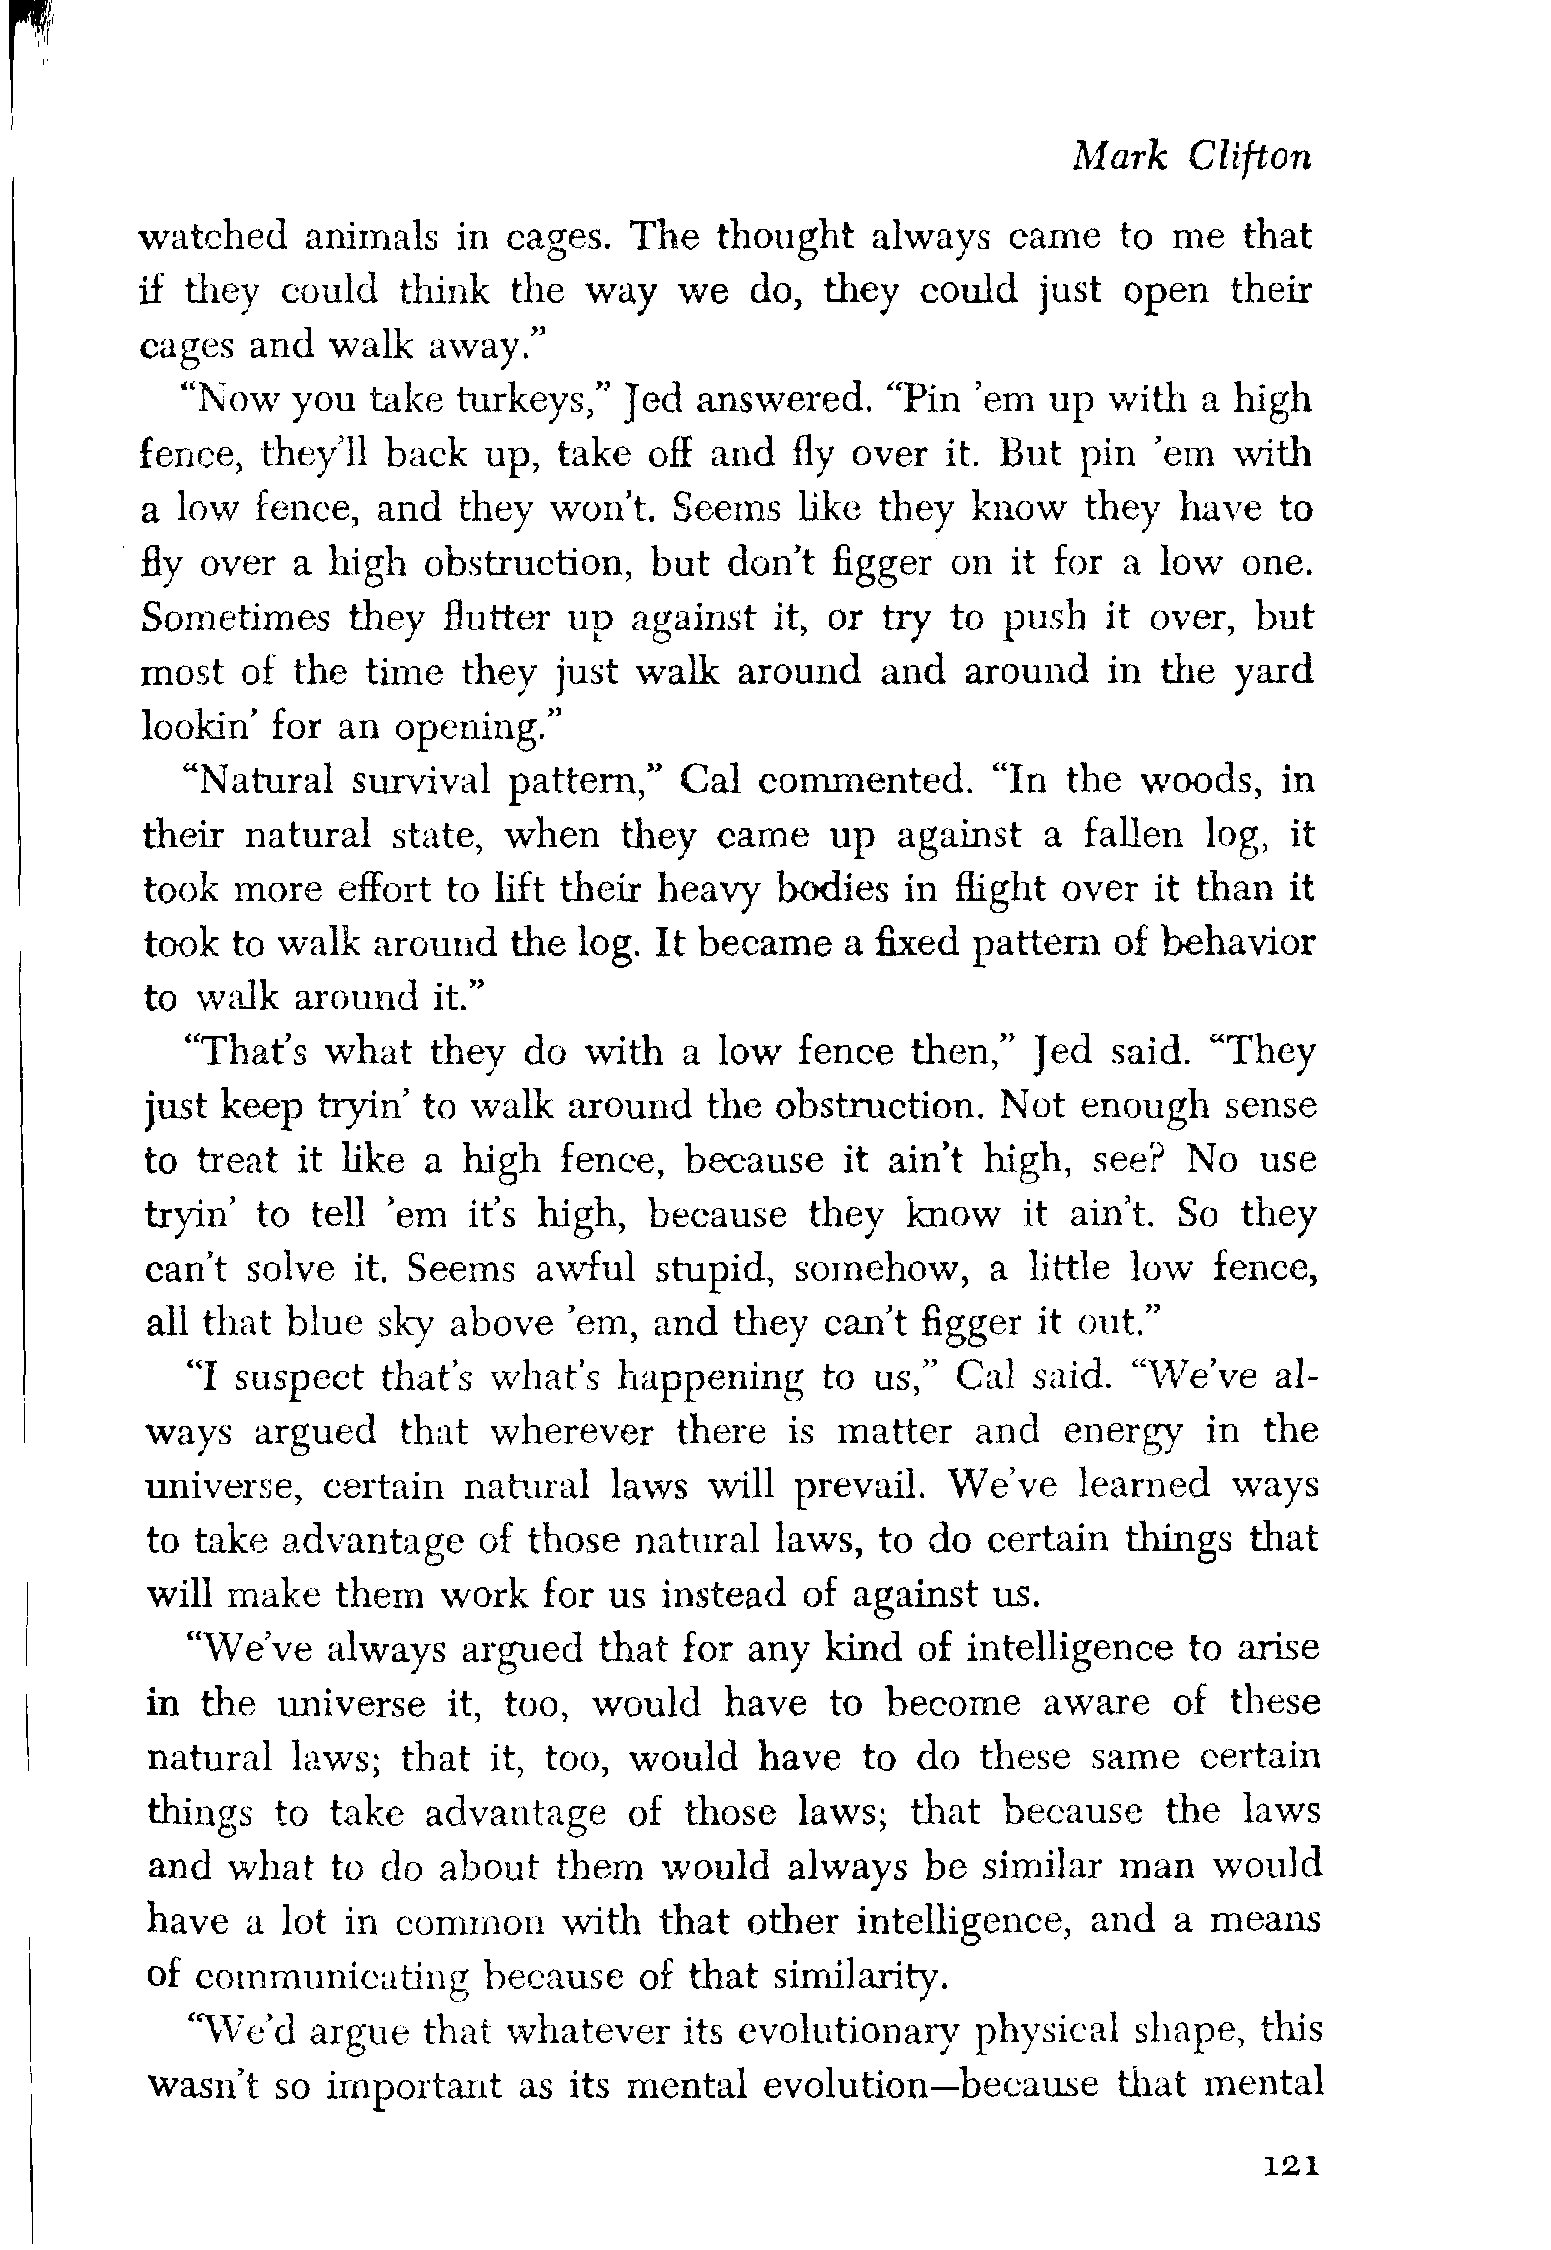 Mark Clifton
watched animals in cages. The thought always came to me that
if they could think the way we do, they could just open their
cages and walk away.”
“Now you take turkeys,” Jed answered. “Pin ’em up with a high
fence, they’ll back up, take off and fly over it. But pin ’em with
a low fence, and they won’t. Seems like they know they have to
fly over a high obstruction, but don’t figger on it for a low one.
Sometimes they flutter up against it, or try to push it over, but
most of the time they just walk around and around in the yard
lookin’ for an opening.”
“Natural survival pattern,” Cal commented. “In the woods, in
their natural state, when they came up against a fallen log, it
took more effort to lift their heavy bodies in flight over it than it
took to walk around the log. It became a fixed pattern of behavior
to walk around it.”
“That’s what they do with a low fence then,” Jed said. “They
just keep tryin’ to walk around the obstruction. Not enough sense
to treat it like a high fence, because it ain’t high, see? No use
tryin’ to tell ’em it’s high, because they know it ain’t. So they
can’t solve it. Seems awful stupid, somehow, a little low fence,
all that blue sky above ’em, and they can’t figger it out.”
“I suspect that’s what’s happening to us,” Cal said. “We’ve al-
ways argued that wherever there is matter and energy in the
universe, certain natural laws will prevail. We’ve learned ways
to take advantage of those natural laws, to do certain things that
will make them work for us instead of against us.
“We’ve always argued that for any kind of intelligence to arise
in the universe it, too, would have to become aware of these
natural laws; that it, too, would have to do these same certain
things to take advantage of those laws; that because the laws
and what to do about them would always be similar man would
have a lot in common with that other intelligence, and a means
of communicating because of that similarity.
“We’d argue that whatever its evolutionary physical shape, this
wasn’t so important as its mental evolution—because that mental
121